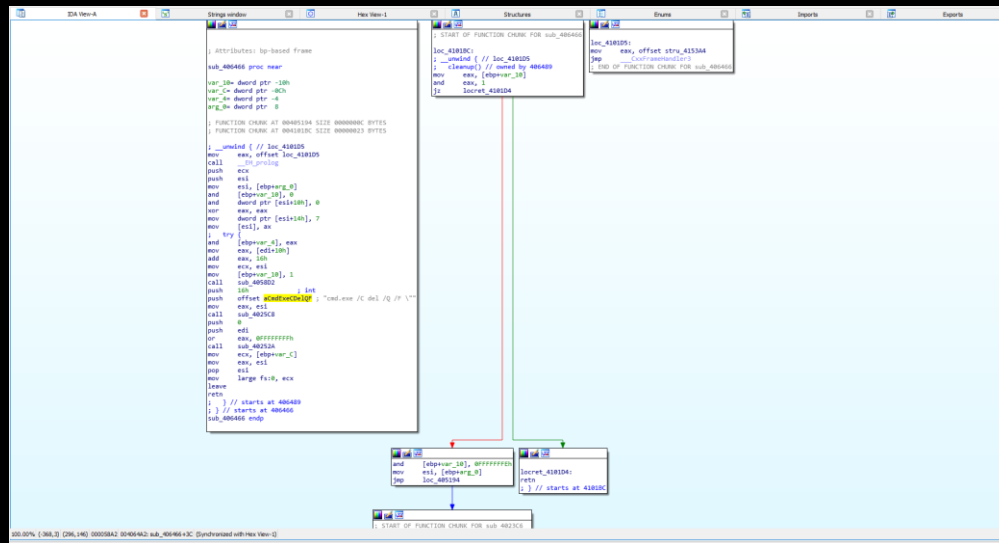 IDA View-A Strings window Hex View-1 Structures Enums Imports Exports
; Attributes: bp-based frame
sub_406466 proc near
var_10= dword ptr -10h
var_C= dword ptr -0Ch
var_4= dword ptr -4
arg_0= dword ptr 8
; FUNCTION CHUNK AT 00405194 SIZE 0000000C BYTES
; FUNCTION CHUNK AT 004101BC SIZE 00000023 BYTES
; __unwind { // loc_4101D5
mov eax, offset loc_4101D5
call __EH_prolog
push ecx
push esi
mov esi, [ebp+arg_0]
and [ebp+var_10], 0
and dword ptr [esi+10h], 0
xor eax, eax
mov dword ptr [esi+14h], 7
mov [esi], ax
; try {
and [ebp+var_4], eax
mov eax, [edi+10h]
add eax, 16h
mov ecx, esi
mov [ebp+var_10], 1
call sub_4058D2
push 16h ; int
push offset aCmdExeCDelQF ; "cmd.exe /C del /Q /F \""
mov eax, esi
call sub_4025C8
push 0
push edi
or eax, 0FFFFFFFFh
call sub_40252A
mov ecx, [ebp+var_C]
mov eax, esi
pop esi
mov large fs:0, ecx
leave
retn
; } // starts at 406489
; } // starts at 406466
sub_406466 endp
; START OF FUNCTION CHUNK FOR sub_406466
loc_4101BC:
; __unwind { // loc_4101D5
; cleanup() // owned by 406489
mov eax, [ebp+var_10]
and eax, 1
jz locret_4101D4
loc_4101D5:
mov eax, offset stru_4153A4
jmp ___CxxFrameHandler3
; END OF FUNCTION CHUNK FOR sub_406466
and [ebp+var_10], 0FFFFFFFEh
mov esi, [ebp+arg_0]
jmp loc_405194
locret_4101D4:
retn
; } // starts at 4101BC
; START OF FUNCTION CHUNK FOR sub_4023C6
100.00% (-368,3) (296,146) 000058A2 004064A2: sub_406466+3C (Synchronized with Hex View-1)